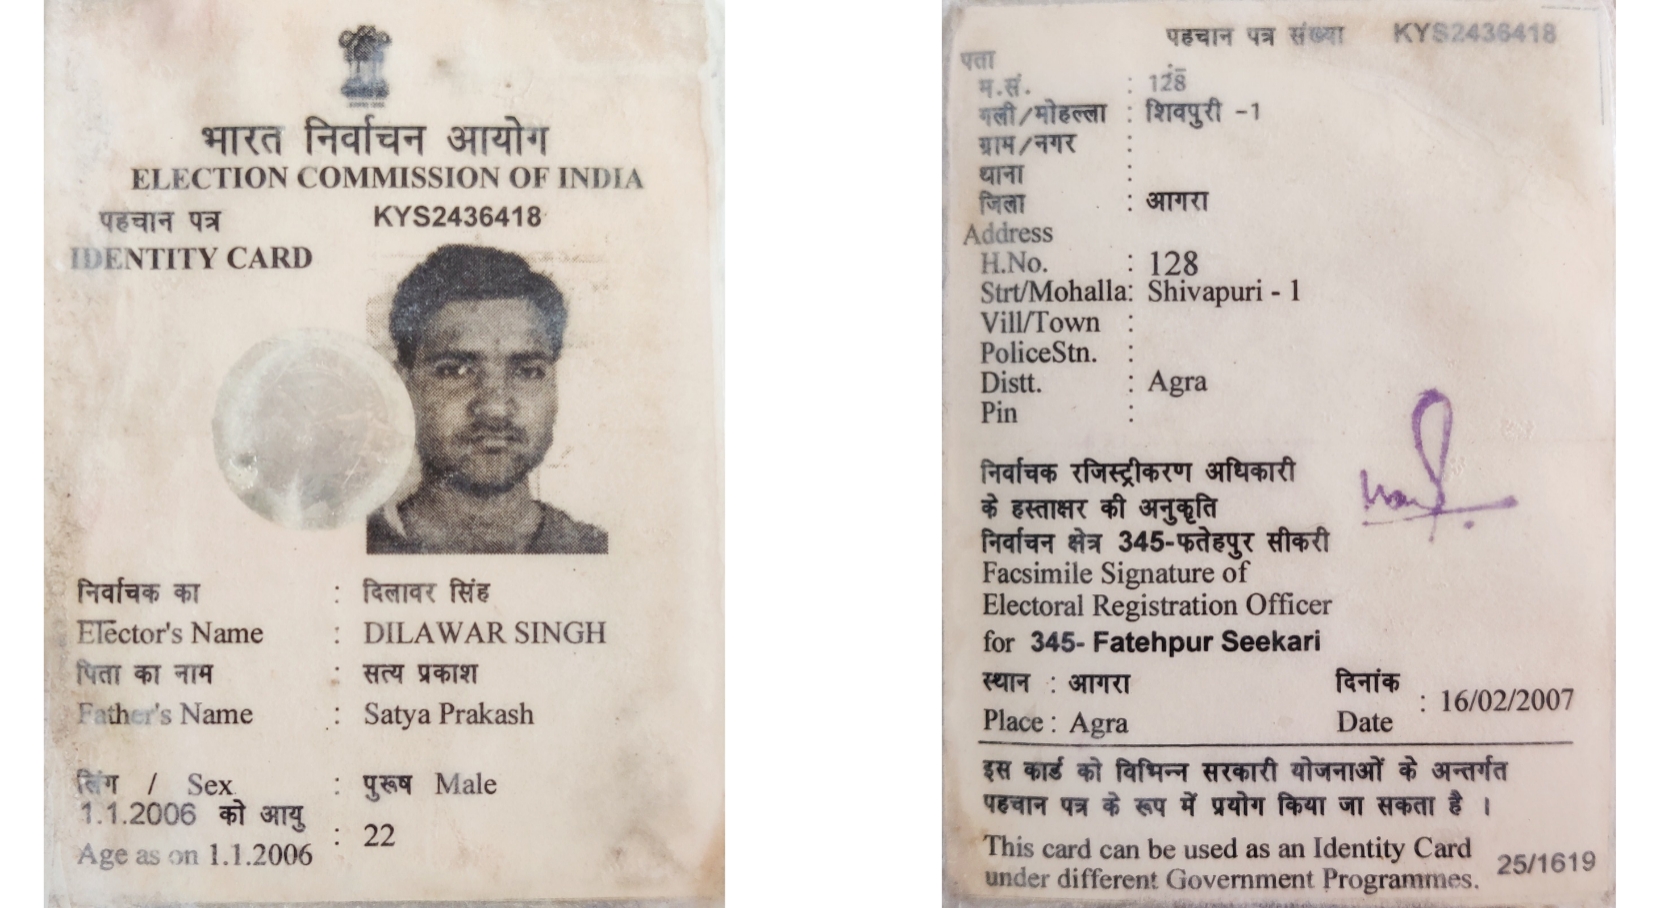 भारत निर्वाचन आयोग
ELECTION COMMISSION OF INDIA
पहचान पत्र KYS2436418
IDENTITY CARD
निर्वाचक का : दिलावर सिंह
Elector's Name : DILAWAR SINGH
पिता का नाम : सत्य प्रकाश
Father's Name : Satya Prakash
लिंग / Sex : पुरूष Male
1.1.2006 को आयु
Age as on 1.1.2006 : 22
पहचान पत्र संख्या KYS2436418
पता
म.सं. : 128
गली/मोहल्ला : शिवपुरी -1
ग्राम/नगर :
थाना :
जिला : आगरा
Address
H.No. : 128
Strt/Mohalla: Shivapuri - 1
Vill/Town :
PoliceStn. :
Distt. : Agra
Pin :
निर्वाचक रजिस्ट्रीकरण अधिकारी
के हस्ताक्षर की अनुकृति
निर्वाचन क्षेत्र 345-फतेहपुर सीकरी
Facsimile Signature of
Electoral Registration Officer
for 345- Fatehpur Seekari
स्थान : आगरा दिनांक
Place : Agra Date : 16/02/2007
इस कार्ड को विभिन्न सरकारी योजनाओं के अन्तर्गत
पहचान पत्र के रूप में प्रयोग किया जा सकता है ।
This card can be used as an Identity Card
under different Government Programmes. 25/1619